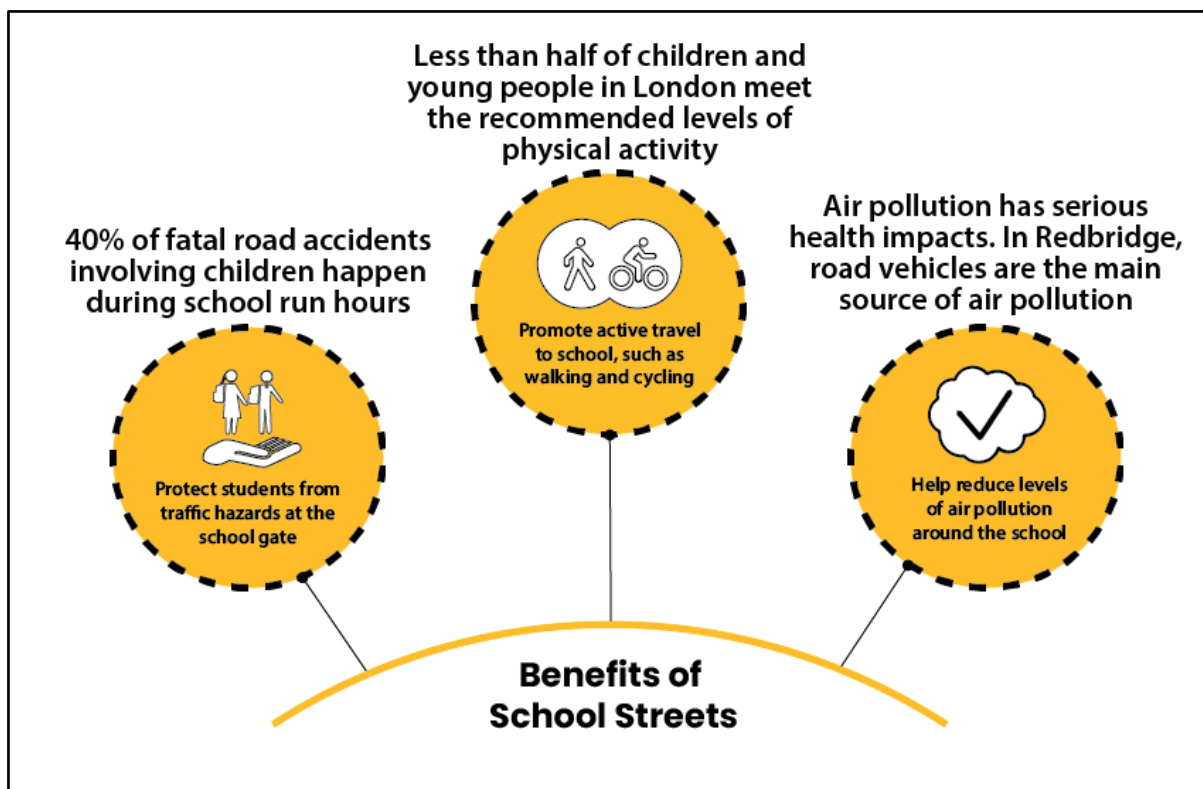 40% of fatal road accidents
involving children happen
during school run hours
Protect students from
traffic hazards at the
school gate
Less than half of children and
young people in London meet
the recommended levels of
physical activity
Promote active travel
to school, such as
walking and cycling
Air pollution has serious
health impacts. In Redbridge,
road vehicles are the main
source of air pollution
Help reduce levels
of air pollution
around the school
Benefits of
School Streets